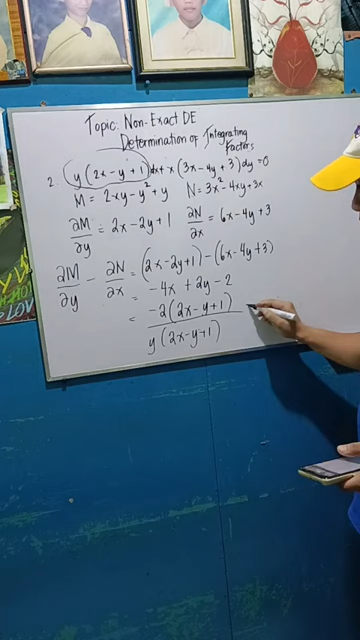 Topic: Non-Exact DE
Determination of Integrating Factors
2. y(2x-y+1)dx + x(3x-4y+3)dy=0
M = 2xy-y²+y N = 3x²-4xy+3x
∂M/∂y = 2x-2y+1 ∂N/∂x = 6x-4y+3
∂M/∂y - ∂N/∂x = (2x-2y+1) - (6x-4y+3)
= -4x + 2y - 2
= -2(2x-y+1)
y(2x-y+1)